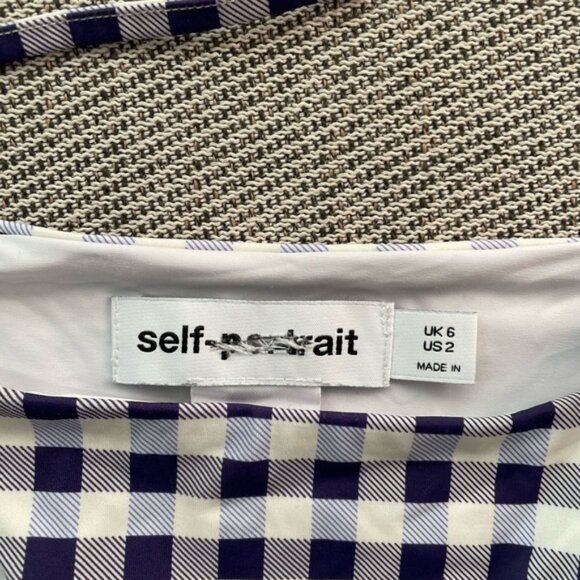 self-portrait
UK 6
US 2
MADE IN